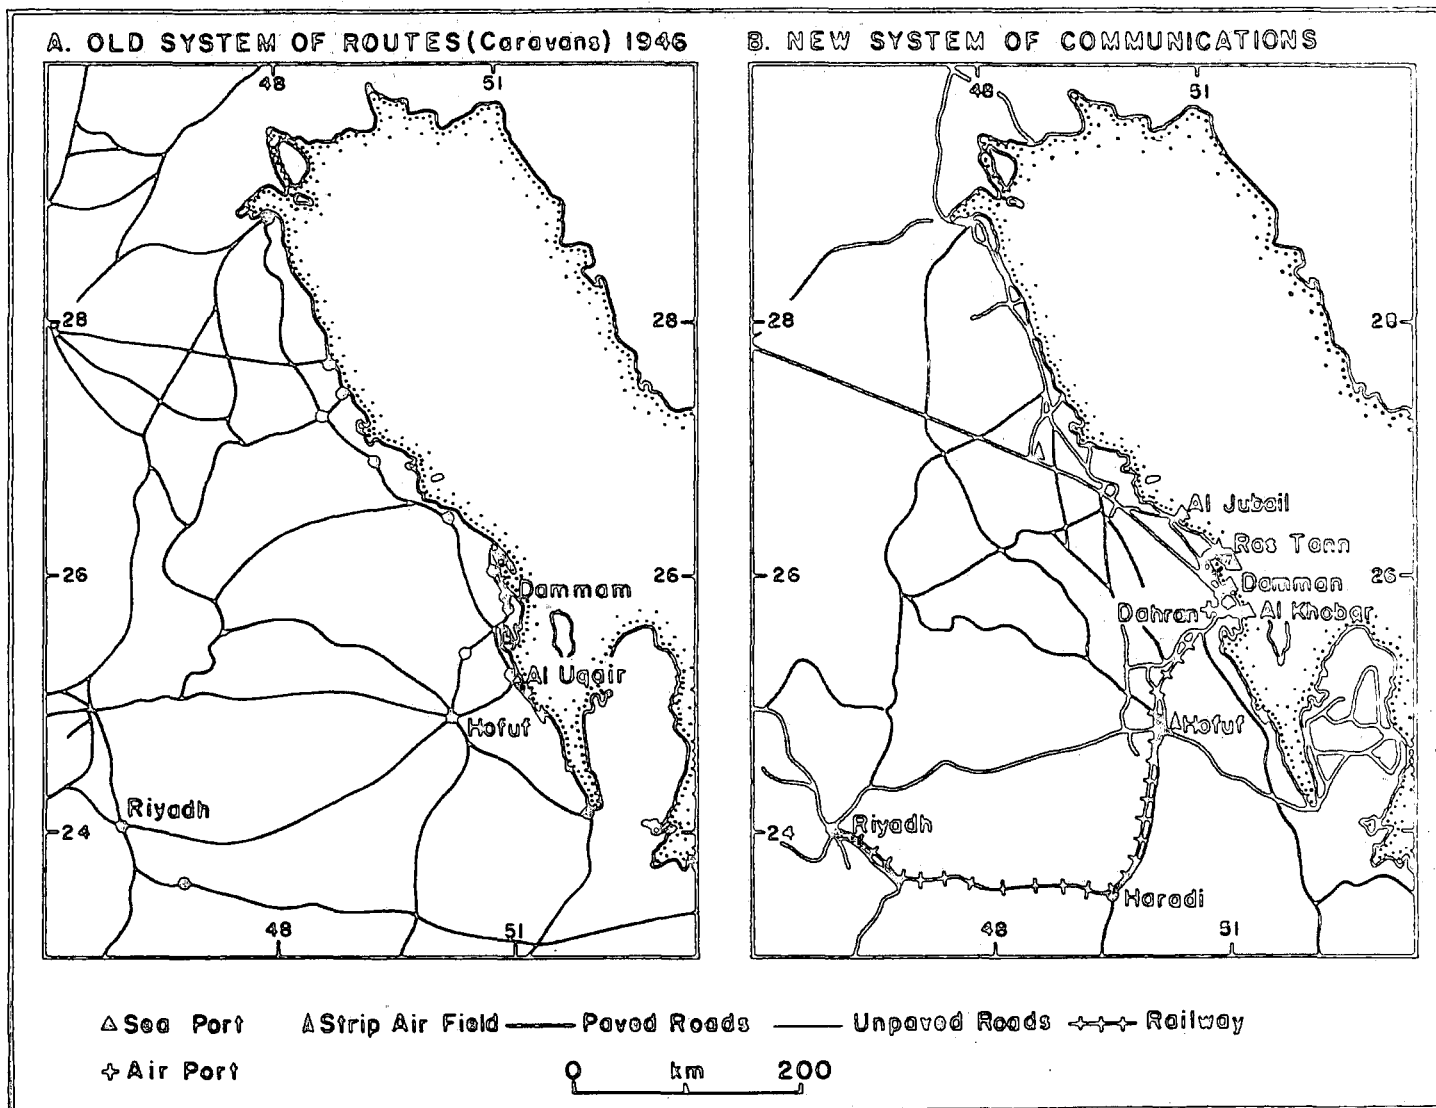 A. OLD SYSTEM OF ROUTES (Caravans) 1946
48
51
28
28
26
26
Dammam
Al Uqair
Hofuf
Riyadh
24
24
48
51
B. NEW SYSTEM OF COMMUNICATIONS
48
51
28
28
Al Jubail
Ras Tann
26
26
Damman
Dahran
Al Khobar
Hofuf
24
24
Riyadh
Haradi
48
51
Sea Port
Strip Air Field
Paved Roads
Unpaved Roads
Railway
Air Port
0 km 200